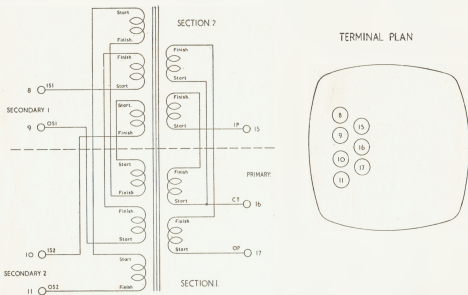 SECTION 2
Start
Finish.
Finish
Start
8 IS1
SECONDARY 1
9 OS1
Start.
Finish
Start
Finish
Finish
Start
10 IS2
SECONDARY 2
11 OS2
Start
Finish
Finish
Start
Finish
Start
IP 15
PRIMARY:
Finish
Start
CT 16
Finish
Start
OP 17
SECTION.1.
TERMINAL PLAN
8
15
9
16
10
17
11